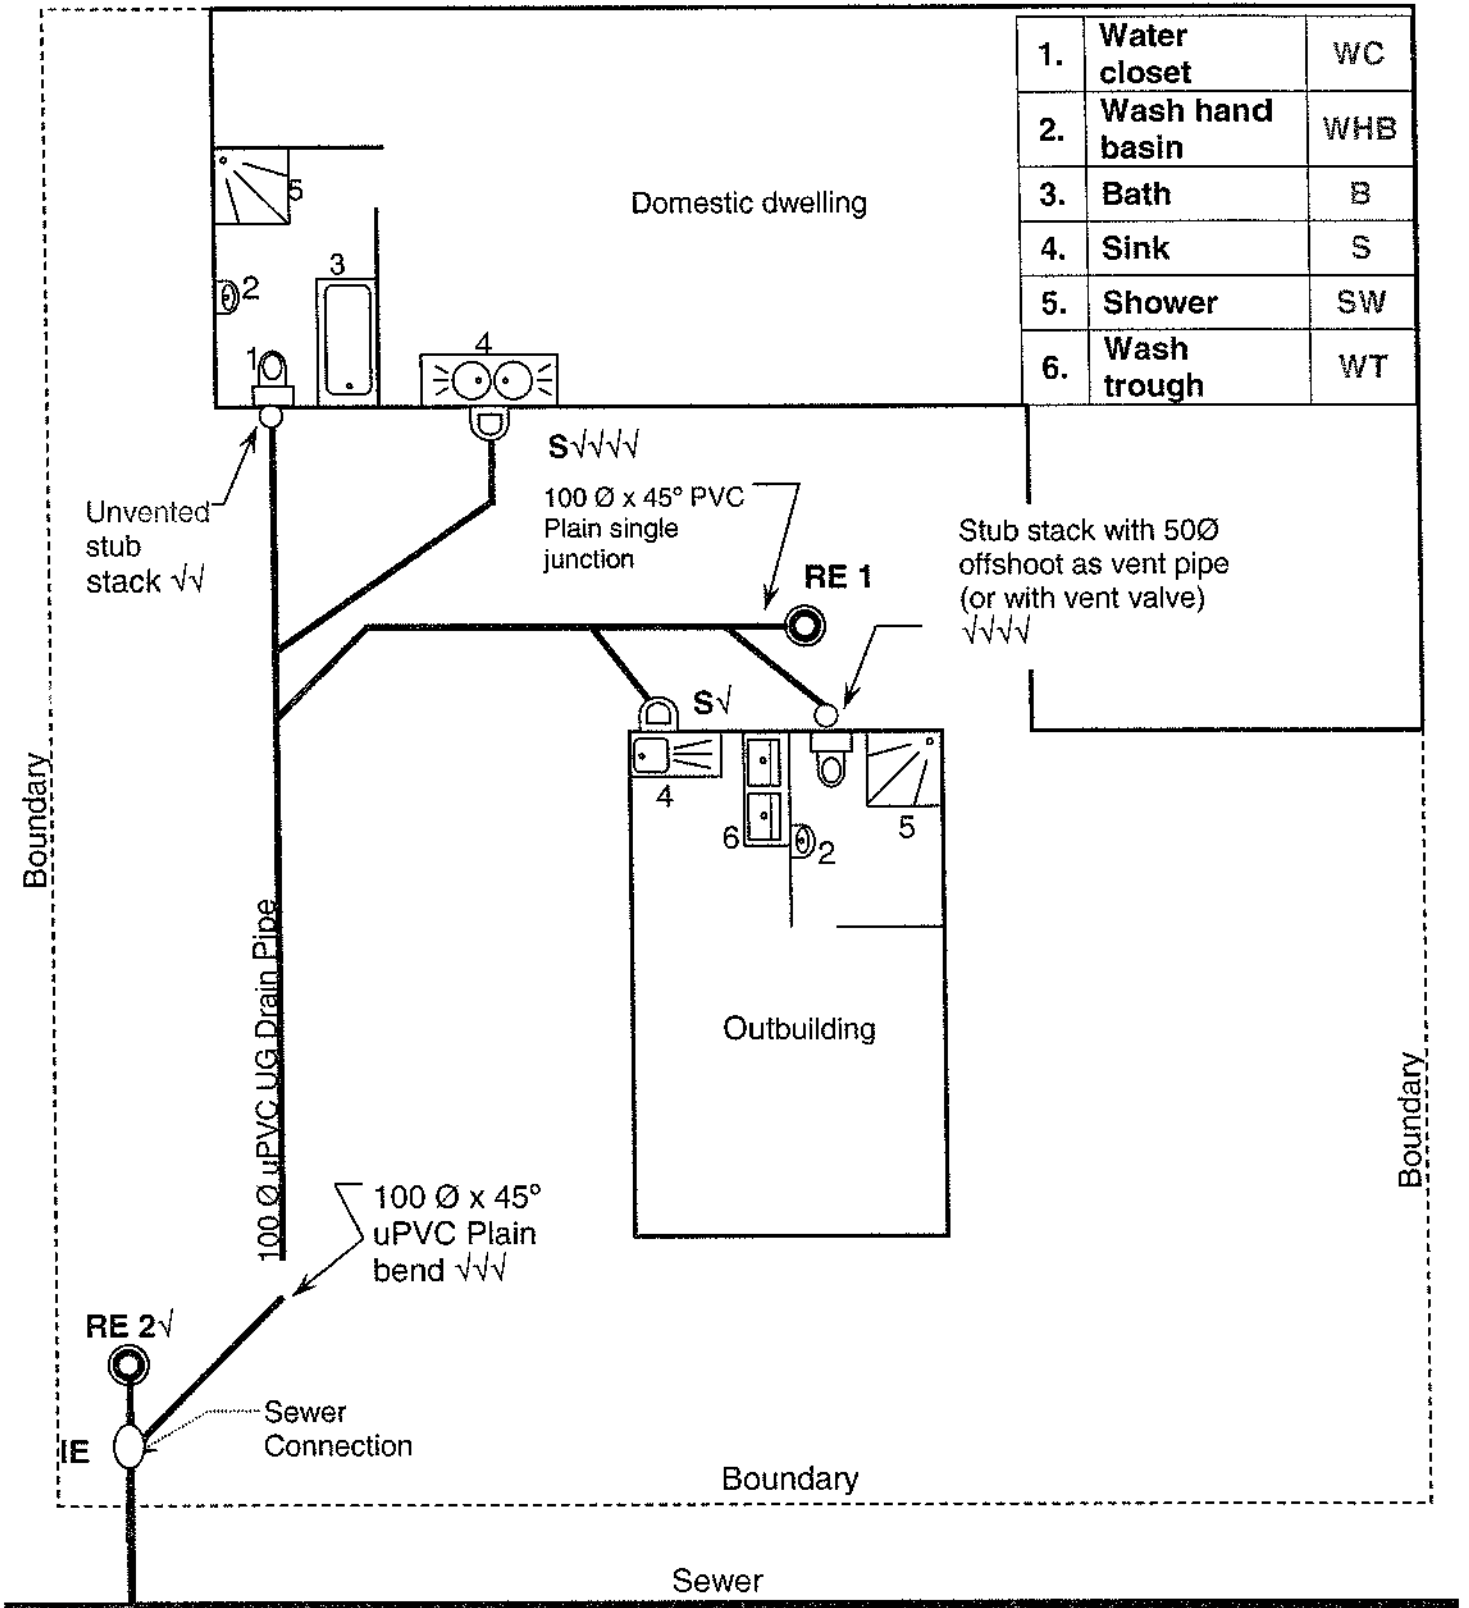 1.
Water
closet
WC
2.
Wash hand
basin
WHB
3.
Bath
B
4.
Sink
S
5.
Shower
SW
6.
Wash
trough
WT
5
Domestic dwelling
2
3
1
4
S√√√√
Unvented
stub
stack √√
100 Ø x 45º PVC
Plain single
junction
RE 1
Stub stack with 50Ø
offshoot as vent pipe
(or with vent valve)
√√√√
S√
4
6
2
5
Boundary
100 Ø uPVC UG Drain Pipe
Outbuilding
Boundary
100 Ø x 45º
uPVC Plain
bend √√√
RE 2√
Sewer
Connection
IE
Boundary
Sewer